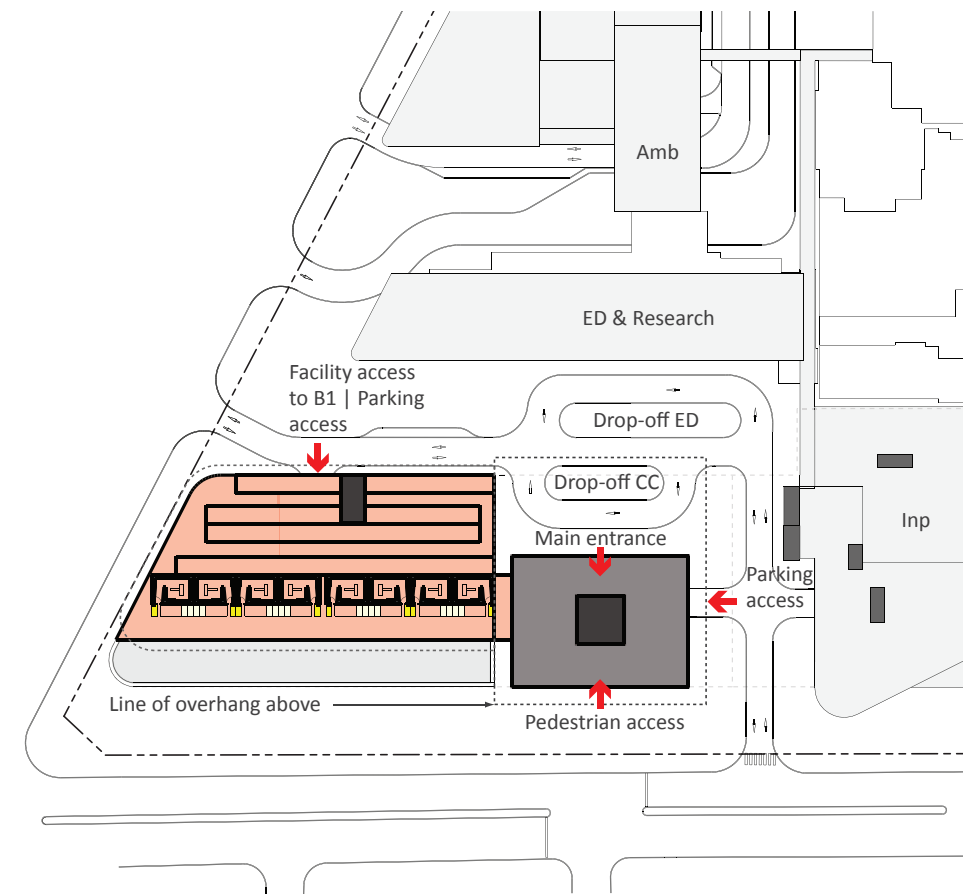 Amb
ED & Research
Facility access
to B1 | Parking
access
Drop-off ED
Drop-off CC
Inp
Main entrance
Parking
access
Line of overhang above
Pedestrian access